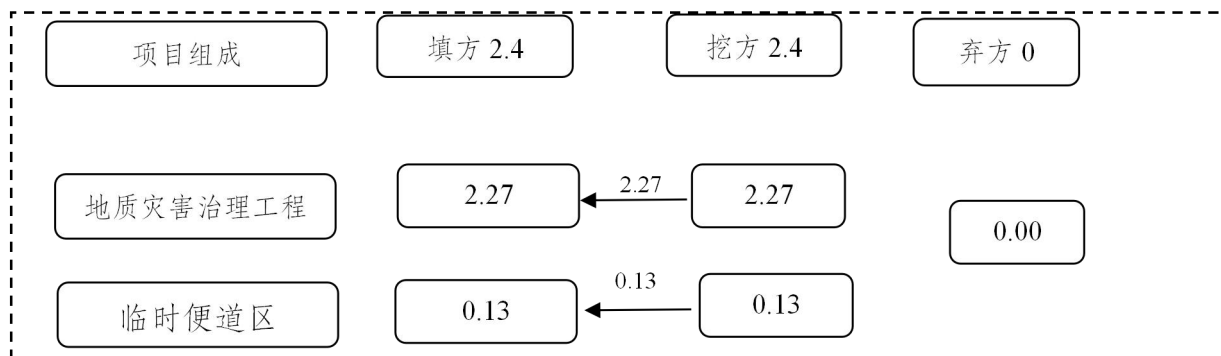 项目组成 填方 2.4 挖方 2.4 弃方 0
地质灾害治理工程 2.27 2.27 2.27
0.00
临时便道区 0.13 0.13 0.13